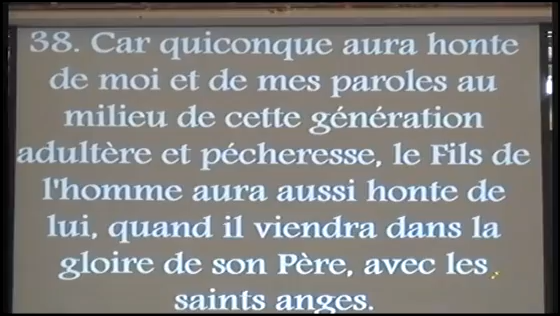 38. Car quiconque aura honte
de moi et de mes paroles au
milieu de cette génération
adultère et pécheresse, le Fils de
l'homme aura aussi honte de
lui, quand il viendra dans la
gloire de son Père, avec les
saints anges.